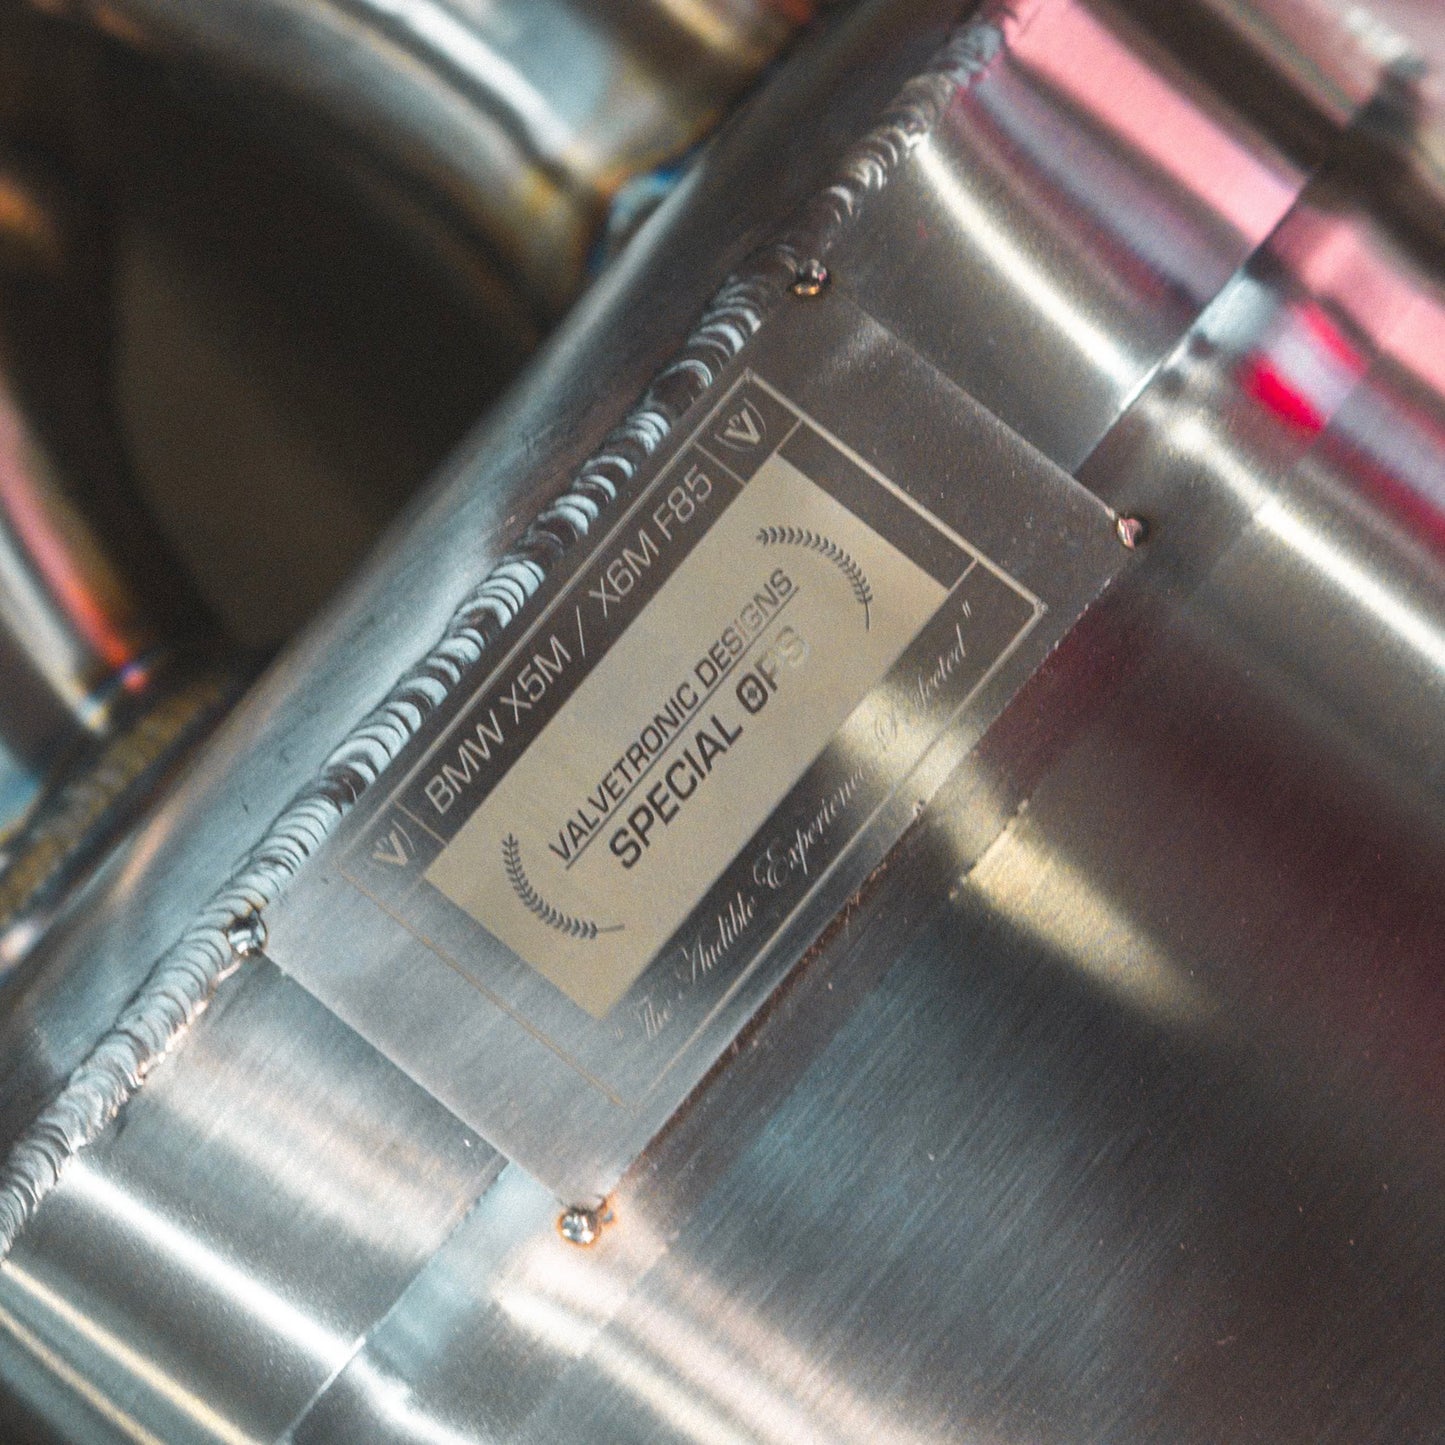 BMW X5M / X6M F85
VALVETRONIC DESIGNS
SPECIAL OPS
"The Audible Experience Perfected"